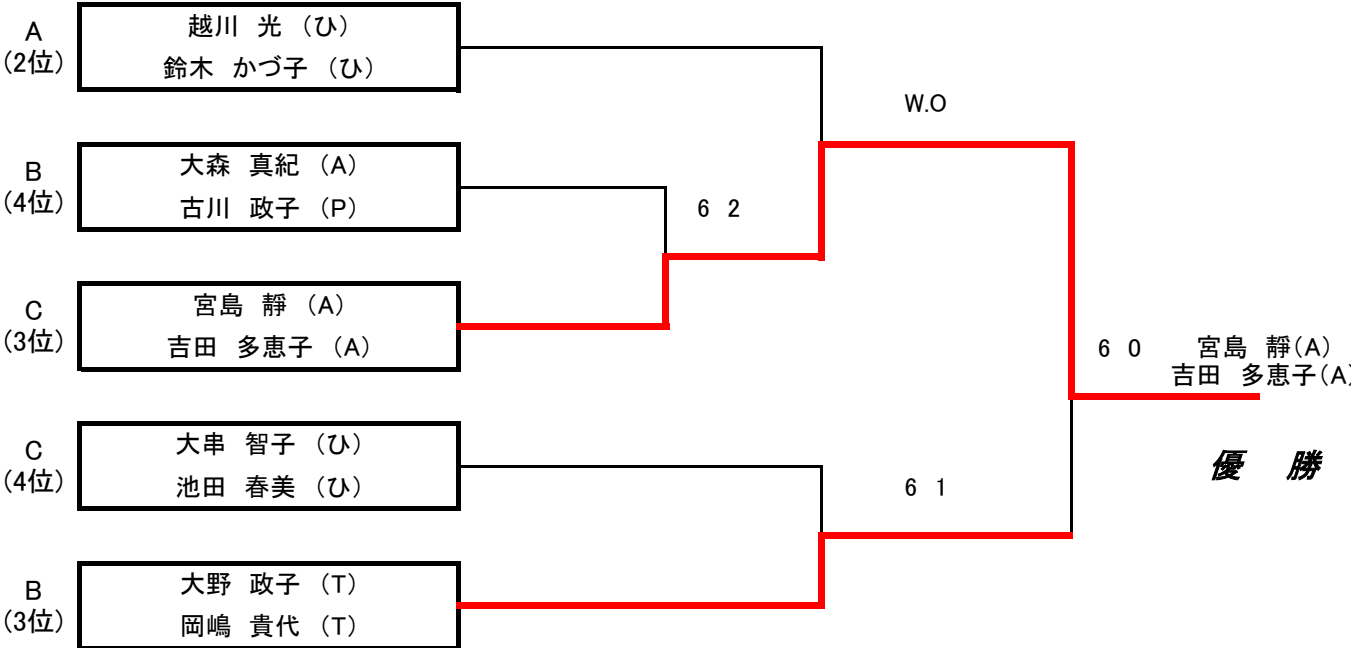 A
(2位)
越川 光 (ひ)
鈴木 かづ子 (ひ)
W.O
B
(4位)
大森 真紀 (A)
古川 政子 (P)
6 2
C
(3位)
宮島 靜 (A)
吉田 多恵子 (A)
6 0
宮島 靜(A)
吉田 多恵子(A)
C
(4位)
大串 智子 (ひ)
池田 春美 (ひ)
優 勝
6 1
B
(3位)
大野 政子 (T)
岡嶋 貴代 (T)